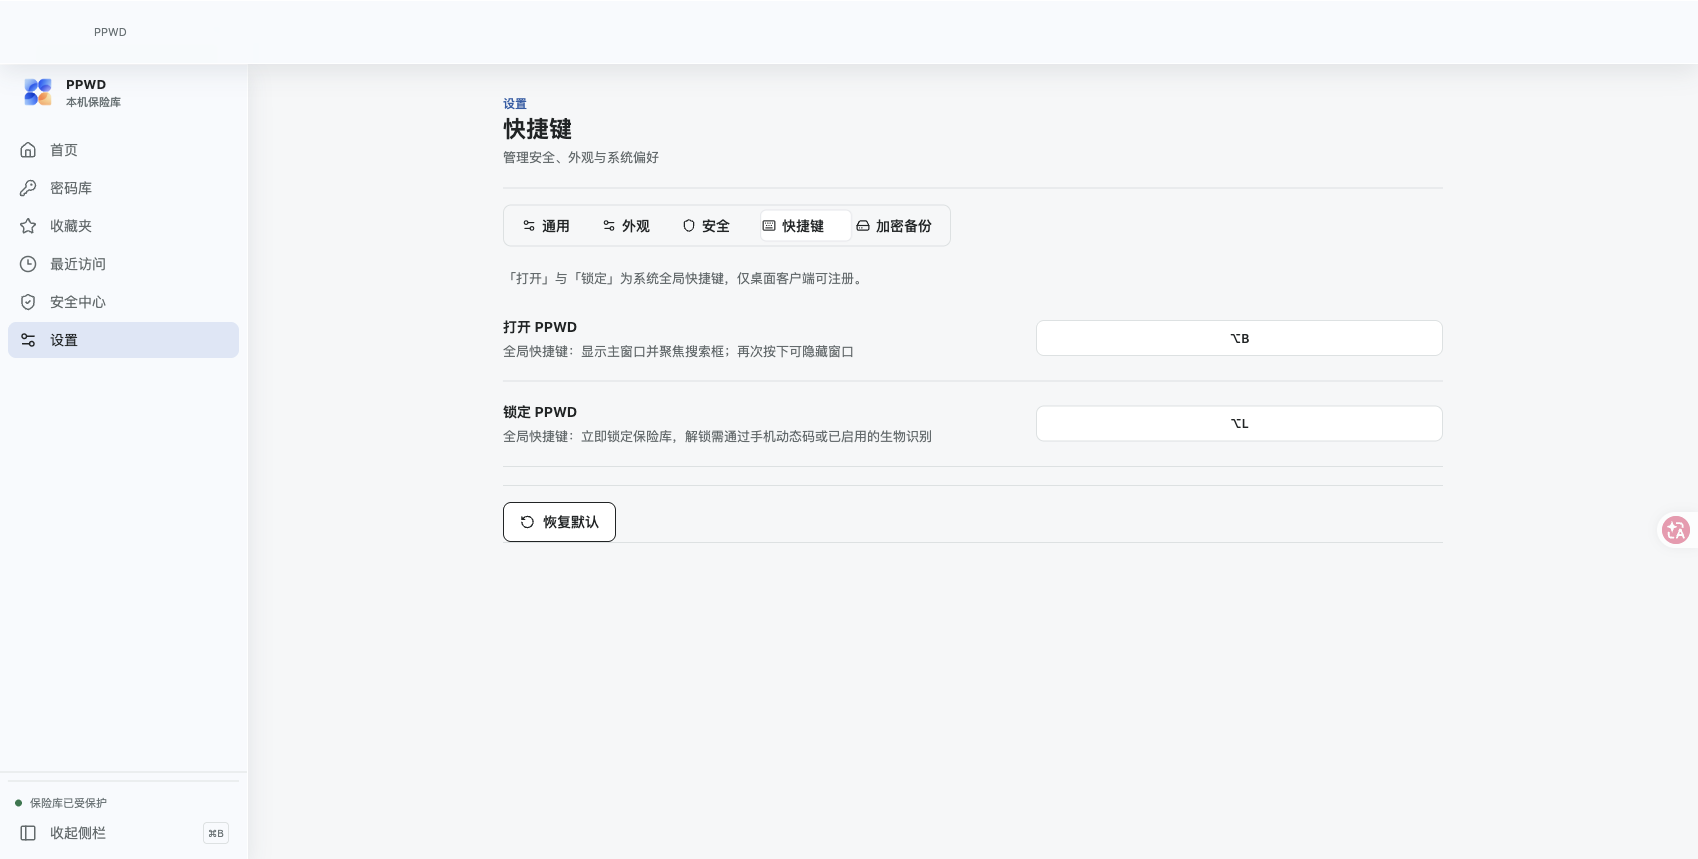 PPWD
PPWD
本机保险库
首页
密码库
收藏夹
最近访问
安全中心
设置
设置
快捷键
管理安全、外观与系统偏好
通用 外观 安全 快捷键 加密备份
「打开」与「锁定」为系统全局快捷键，仅桌面客户端可注册。
打开 PPWD
全局快捷键：显示主窗口并聚焦搜索框；再次按下可隐藏窗口
⌥B
锁定 PPWD
全局快捷键：立即锁定保险库，解锁需通过手机动态码或已启用的生物识别
⌥L
恢复默认
保险库已受保护
收起侧栏 ⌘B